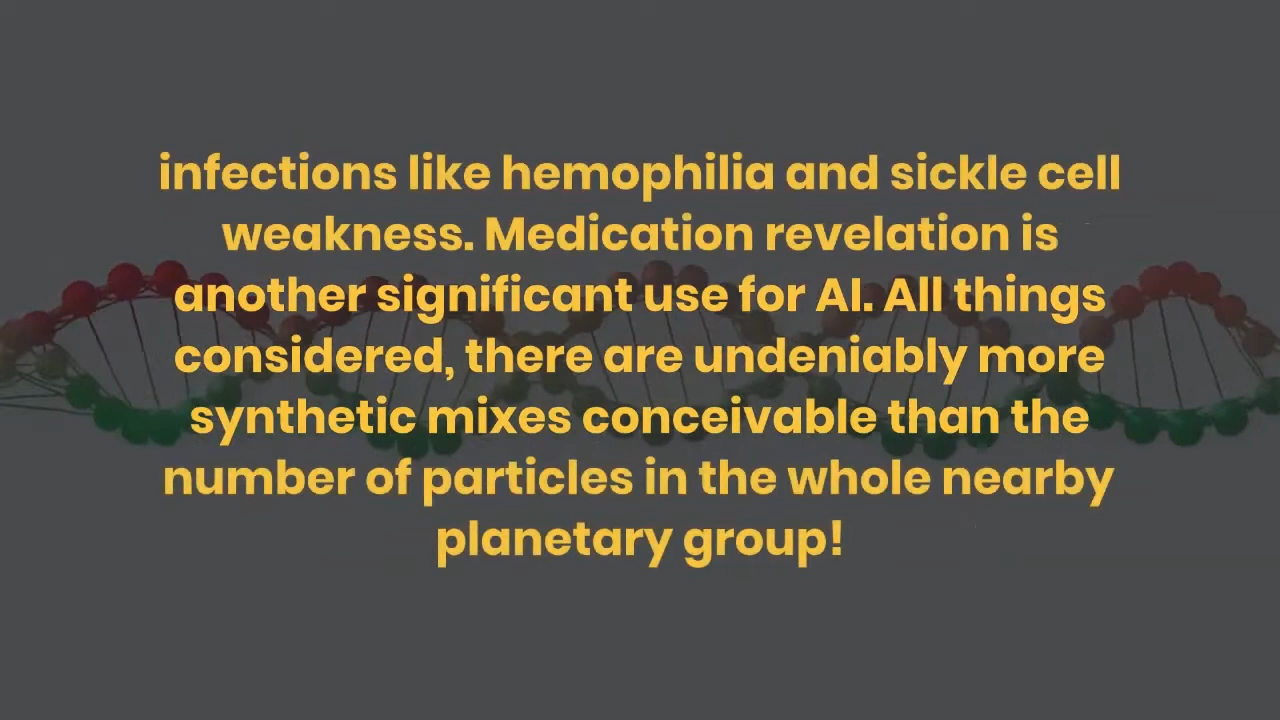 infections like hemophilia and sickle cell
weakness. Medication revelation is
another significant use for AI. All things
considered, there are undeniably more
synthetic mixes conceivable than the
number of particles in the whole nearby
planetary group!